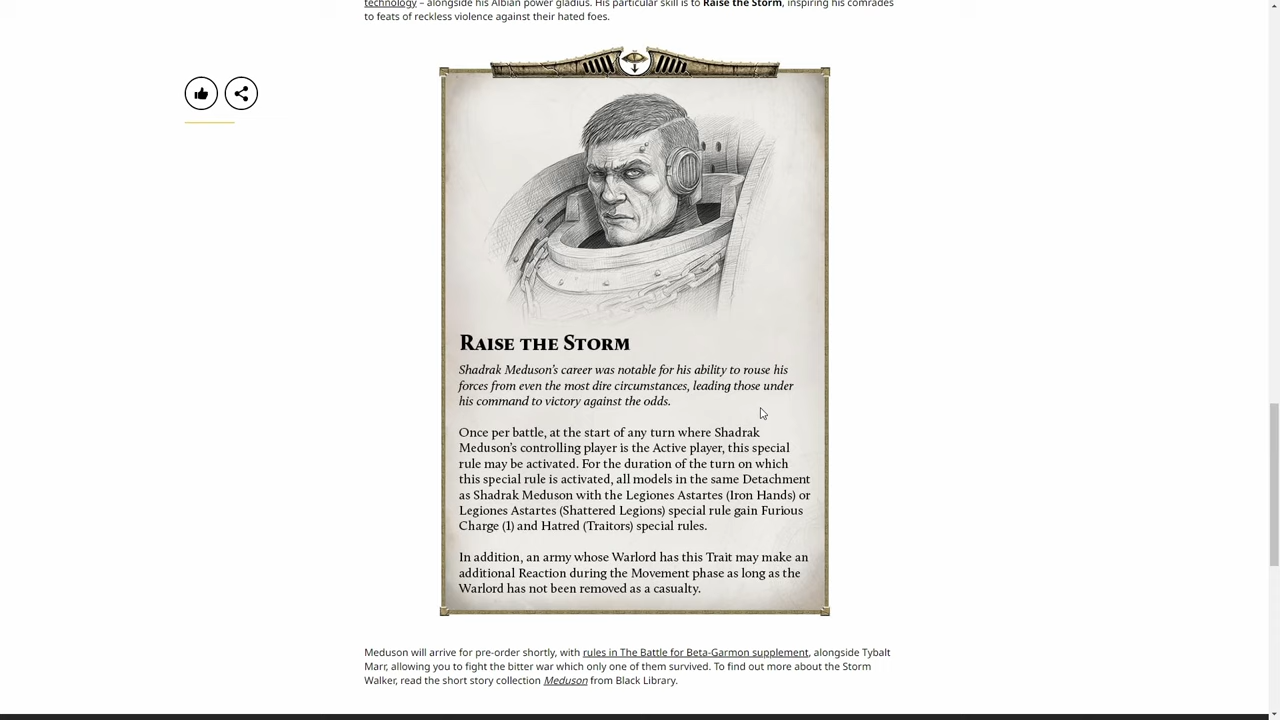 technology – alongside his Albian power gladius. His particular skill is to Raise the Storm, inspiring his comrades
to feats of reckless violence against their hated foes.
Raise the Storm
Shadrak Meduson's career was notable for his ability to rouse his
forces from even the most dire circumstances, leading those under
his command to victory against the odds.
Once per battle, at the start of any turn where Shadrak
Meduson's controlling player is the Active player, this special
rule may be activated. For the duration of the turn on which
this special rule is activated, all models in the same Detachment
as Shadrak Meduson with the Legiones Astartes (Iron Hands) or
Legiones Astartes (Shattered Legions) special rule gain Furious
Charge (1) and Hatred (Traitors) special rules.
In addition, an army whose Warlord has this Trait may make an
additional Reaction during the Movement phase as long as the
Warlord has not been removed as a casualty.
Meduson will arrive for pre-order shortly, with rules in The Battle for Beta-Garmon supplement, alongside Tybalt
Marr, allowing you to fight the bitter war which only one of them survived. To find out more about the Storm
Walker, read the short story collection Meduson from Black Library.